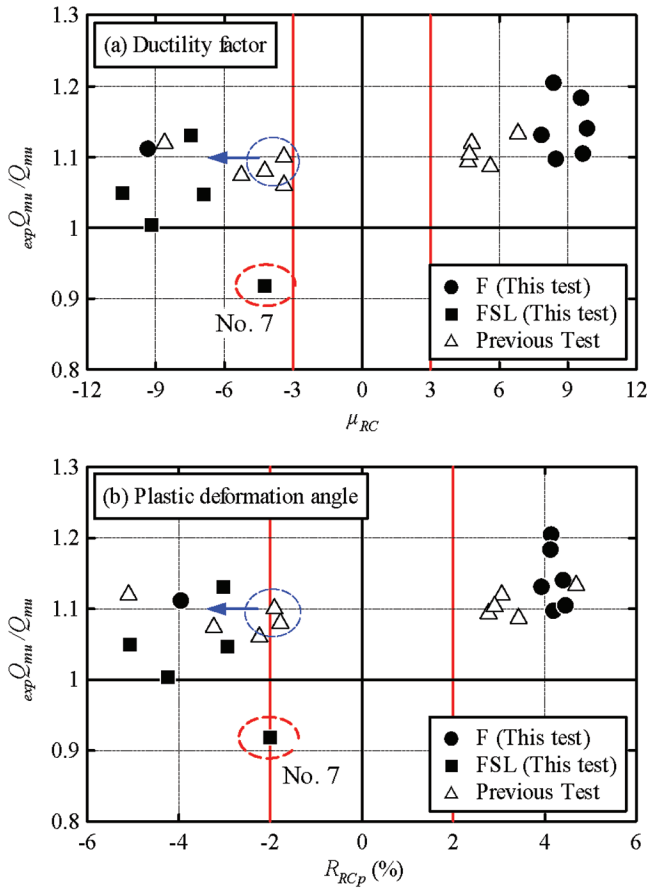 1.3
(a) Ductility factor
1.2
1.1
1
0.9
0.8
expQmu/Qmu
No. 7
F (This test)
FSL (This test)
Previous Test
-12 -9 -6 -3 0 3 6 9 12
μRC
1.3
(b) Plastic deformation angle
1.2
1.1
1
0.9
0.8
expQmu/Qmu
No. 7
F (This test)
FSL (This test)
Previous Test
-6 -4 -2 0 2 4 6
RRCp (%)